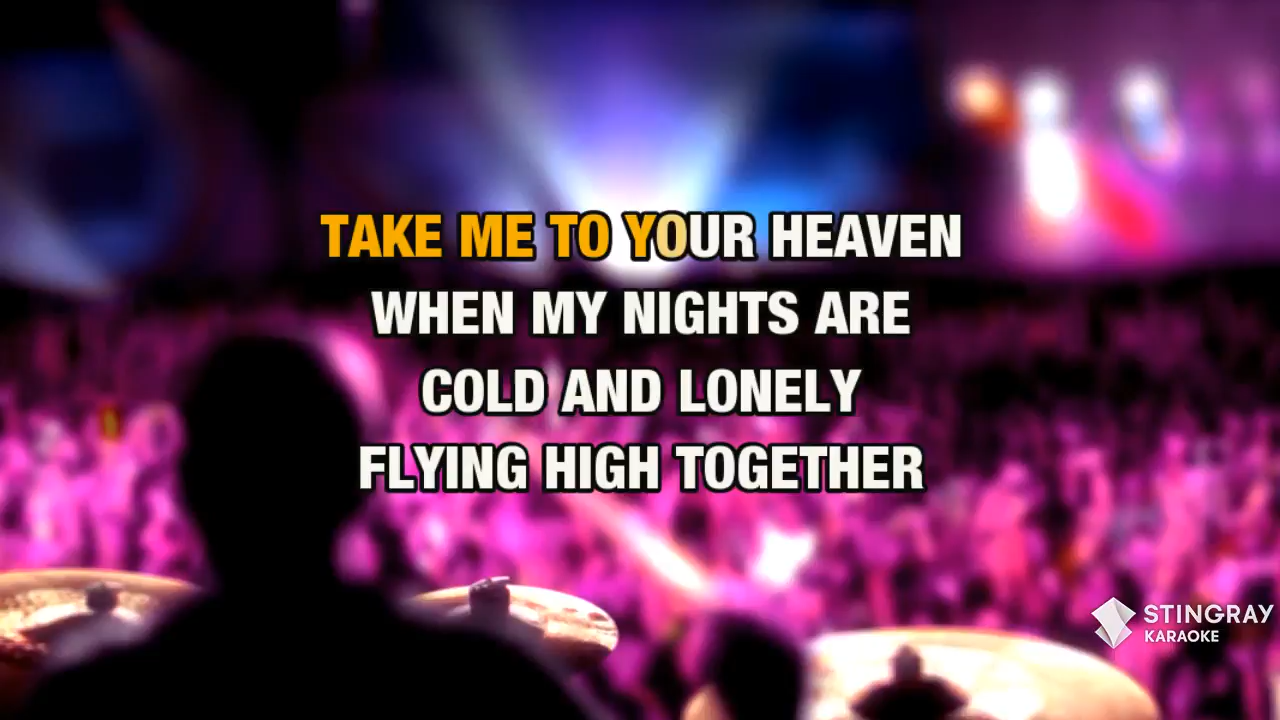 TAKE ME TO YOUR HEAVEN
WHEN MY NIGHTS ARE
COLD AND LONELY
FLYING HIGH TOGETHER
STINGRAY
KARAOKE